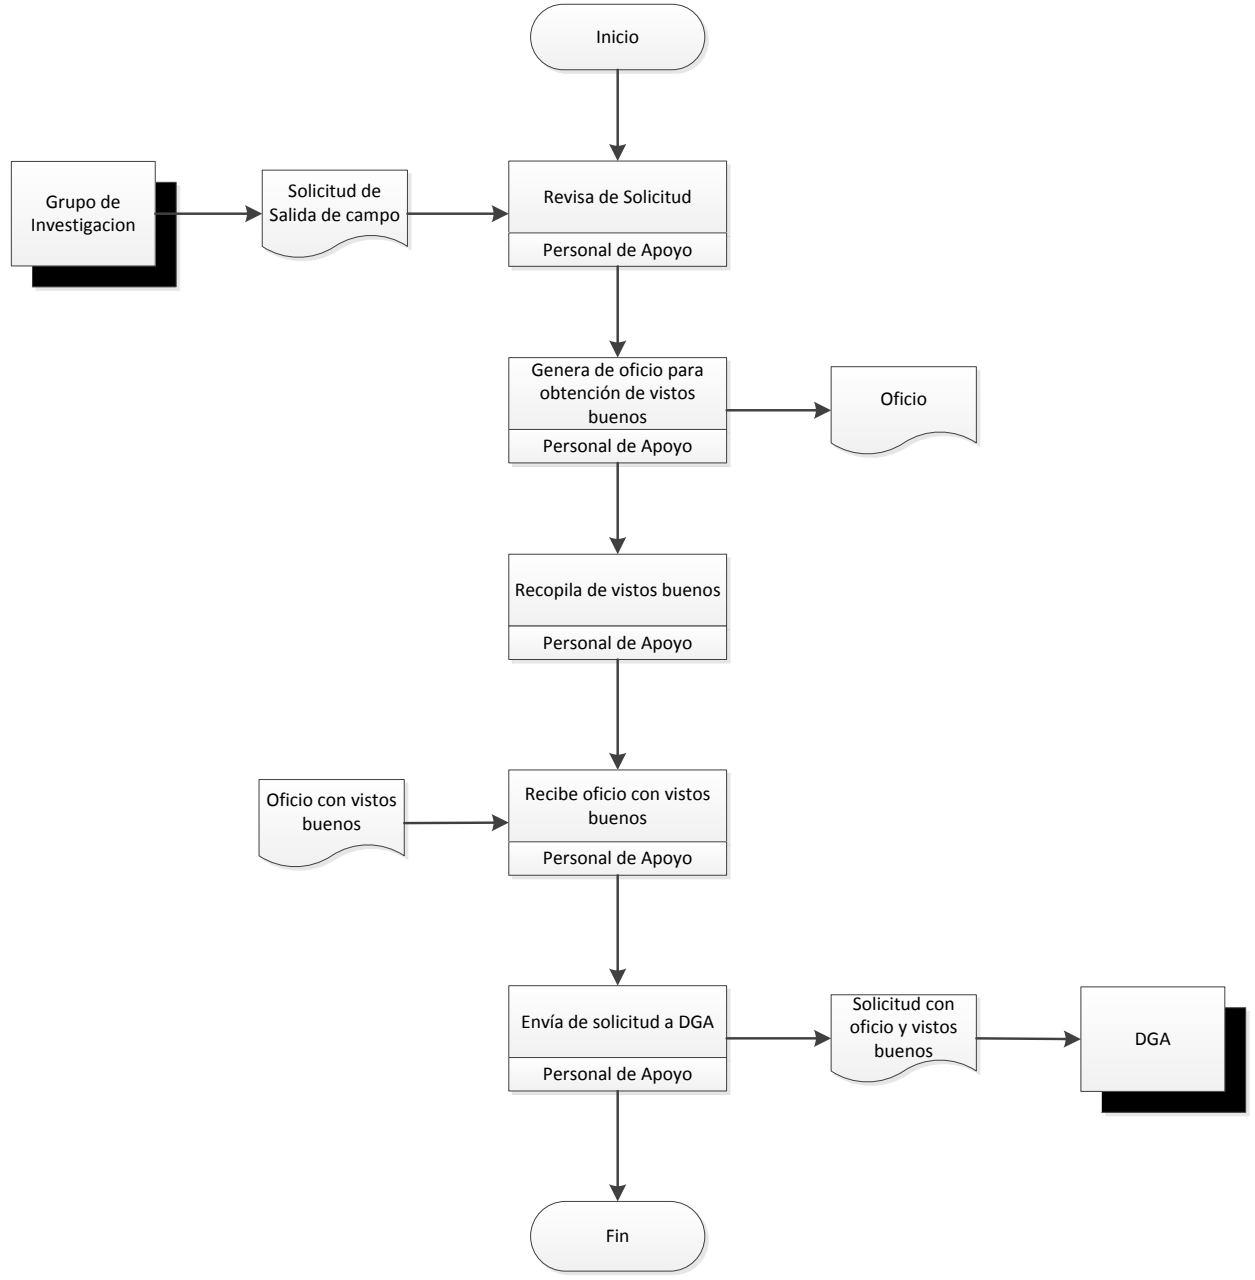 Inicio
Grupo de
Investigacion
Solicitud de
Salida de campo
Revisa de Solicitud
Personal de Apoyo
Genera de oficio para
obtención de vistos
buenos
Personal de Apoyo
Oficio
Recopila de vistos buenos
Personal de Apoyo
Oficio con vistos
buenos
Recibe oficio con vistos
buenos
Personal de Apoyo
Envía de solicitud a DGA
Personal de Apoyo
Solicitud con
oficio y vistos
buenos
DGA
Fin